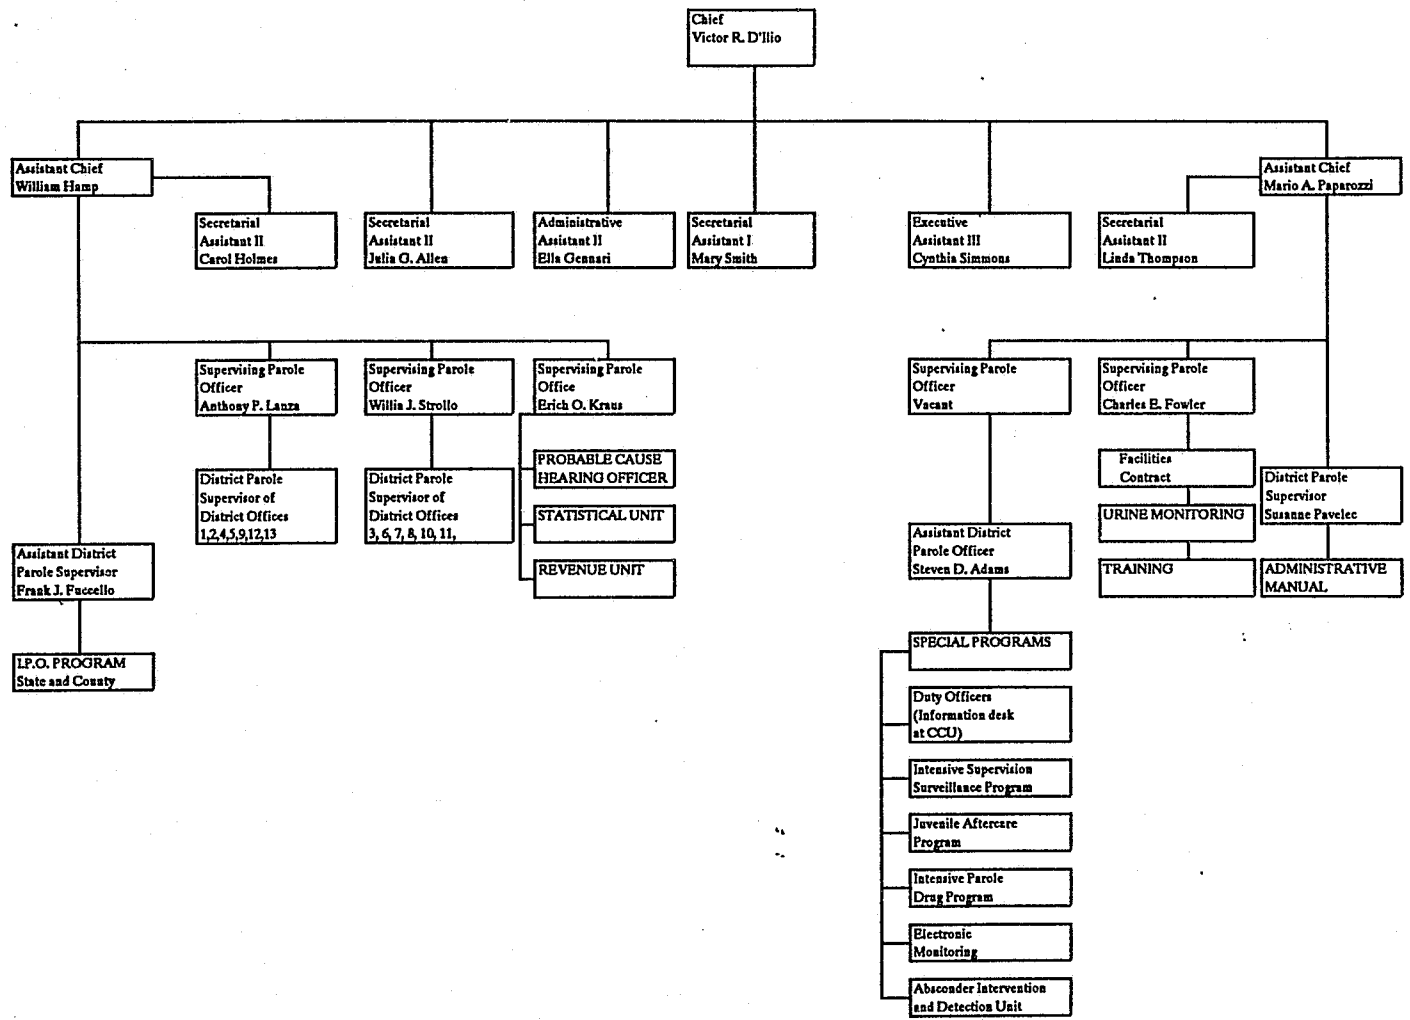 Chief
Victor R. D'Ilio
Assistant Chief
William Hamp
Assistant Chief
Mario A. Paparozzi
Secretarial
Assistant II
Carol Holmes
Secretarial
Assistant II
Julia G. Allen
Administrative
Assistant II
Ella Gennari
Secretarial
Assistant I
Mary Smith
Executive
Assistant III
Cynthia Simmons
Secretarial
Assistant II
Linda Thompson
Supervising Parole
Officer
Anthony P. Lanza
Supervising Parole
Officer
Willis J. Strollo
Supervising Parole
Office
Erich O. Kraus
Supervising Parole
Officer
Vacant
Supervising Parole
Officer
Charles E. Fowler
District Parole
Supervisor of
District Offices
1,2,4,5,9,12,13
District Parole
Supervisor of
District Offices
3, 6, 7, 8, 10, 11,
PROBABLE CAUSE
HEARING OFFICER
STATISTICAL UNIT
REVENUE UNIT
Facilities
Contract
URINE MONITORING
TRAINING
District Parole
Supervisor
Susanne Pavelec
ADMINISTRATIVE
MANUAL
Assistant District
Parole Supervisor
Frank J. Fuccello
I.P.O. PROGRAM
State and County
Assistant District
Parole Officer
Steven D. Adams
SPECIAL PROGRAMS
Duty Officers
(Information desk
at CCU)
Intensive Supervision
Surveillance Program
Juvenile Aftercare
Program
Intensive Parole
Drug Program
Electronic
Monitoring
Absconder Intervention
and Detection Unit